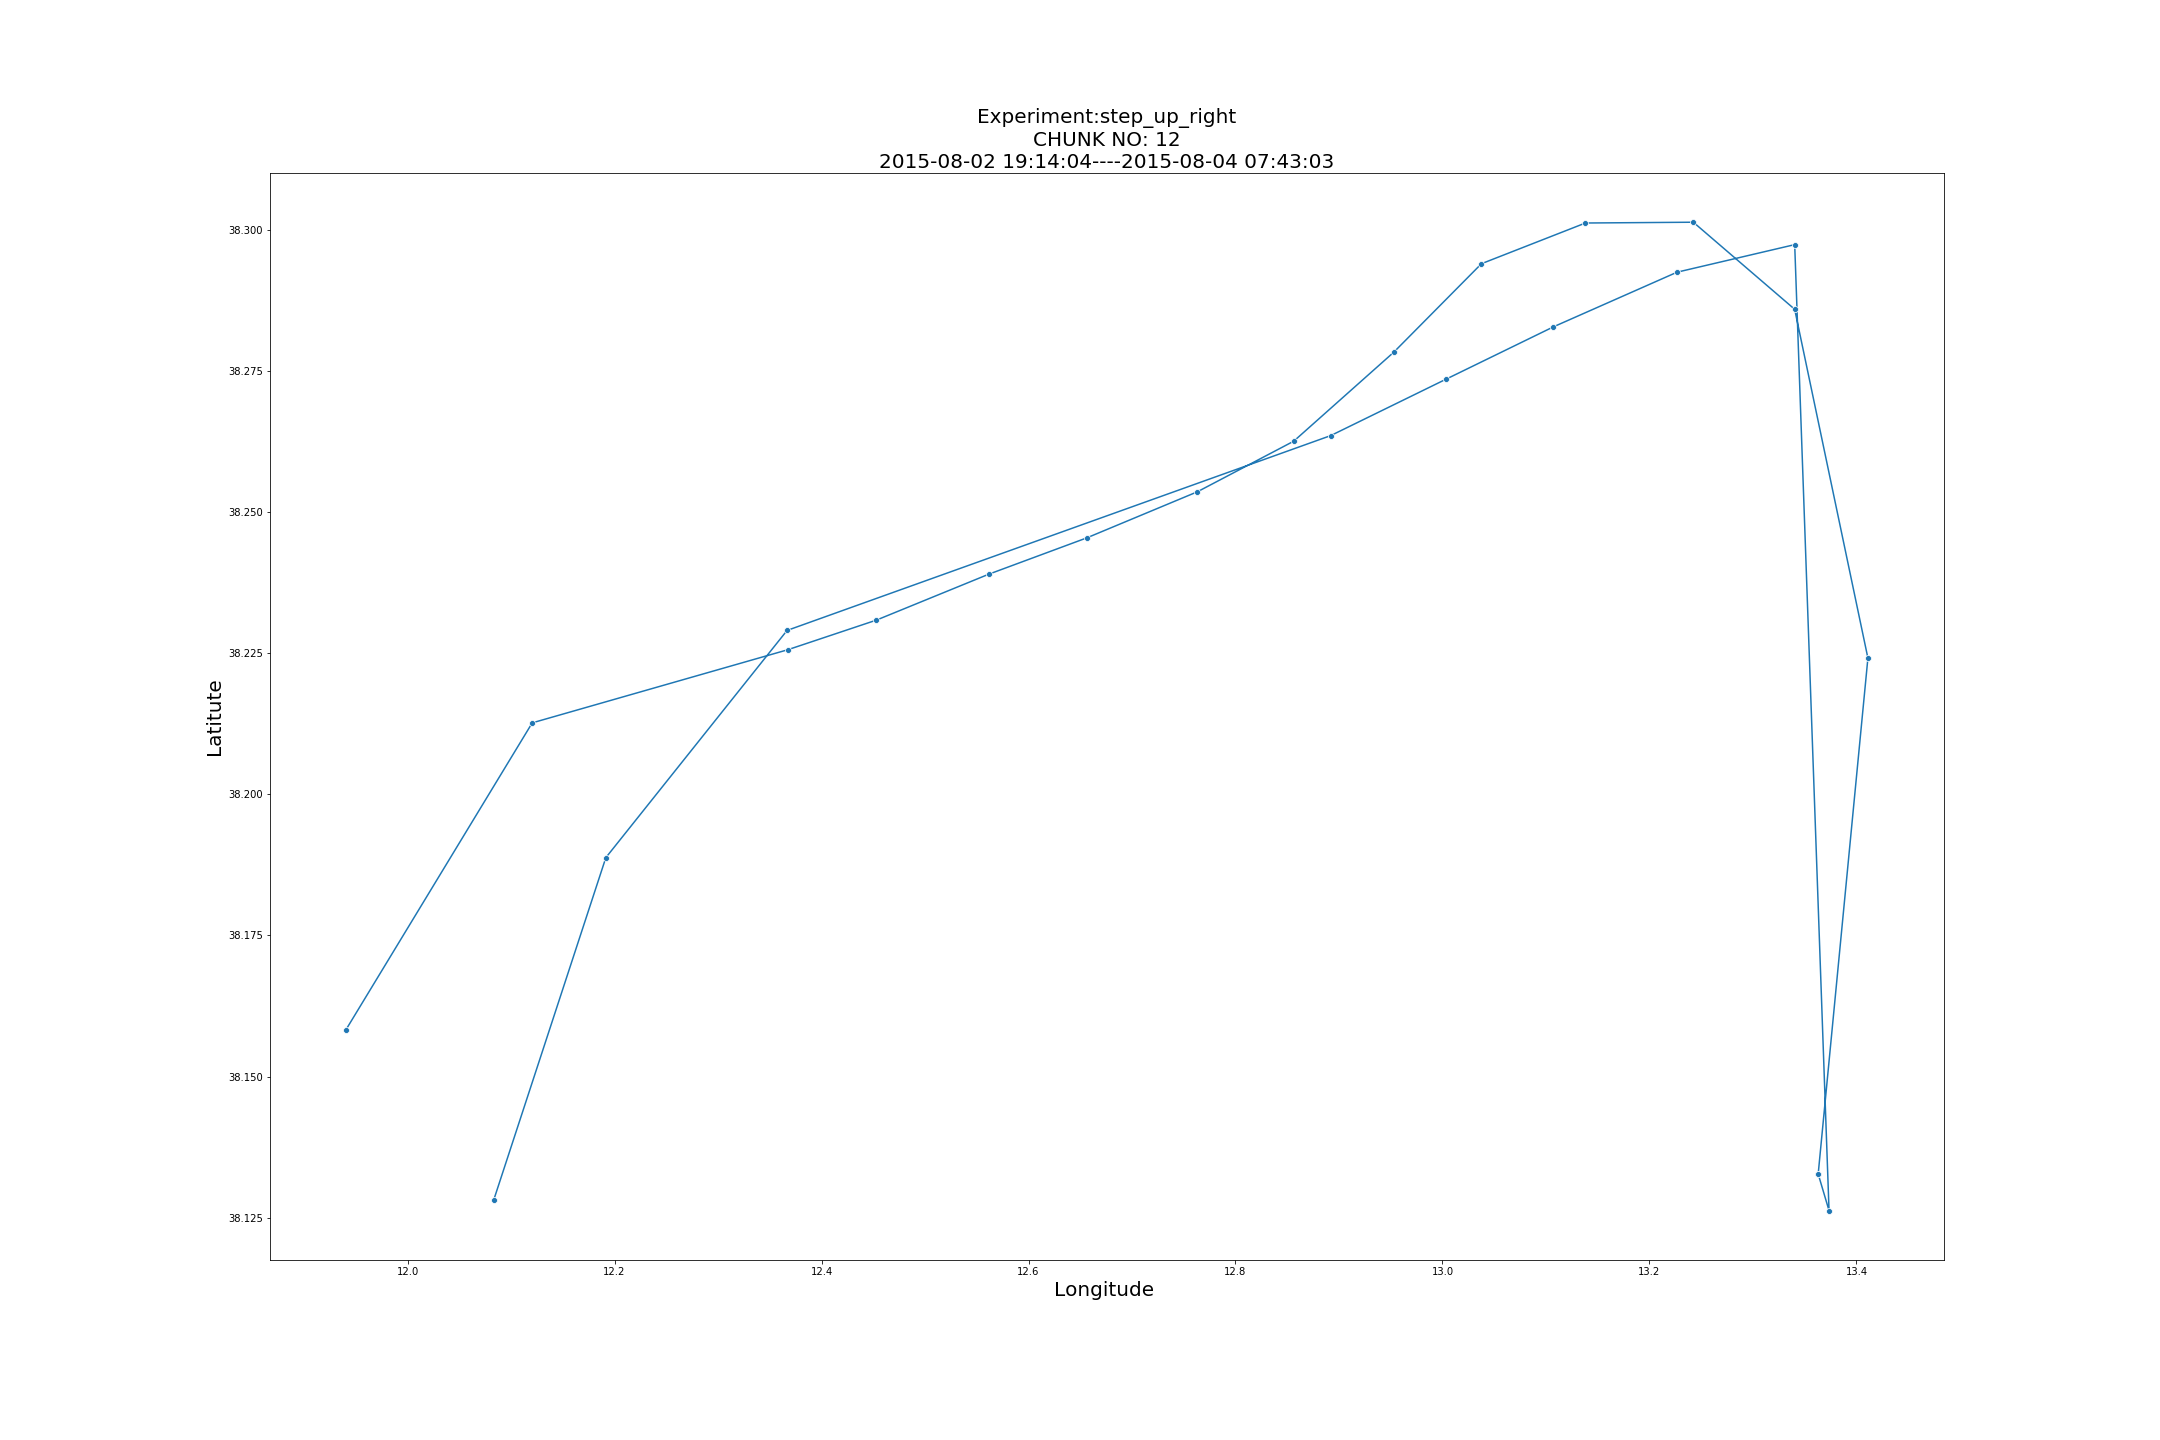 Experiment:step_up_right
CHUNK NO: 12
2015-08-02 19:14:04----2015-08-04 07:43:03
38.300
38.275
38.250
38.225
38.200
38.175
38.150
38.125
Latitute
12.0 12.2 12.4 12.6 12.8 13.0 13.2 13.4
Longitude